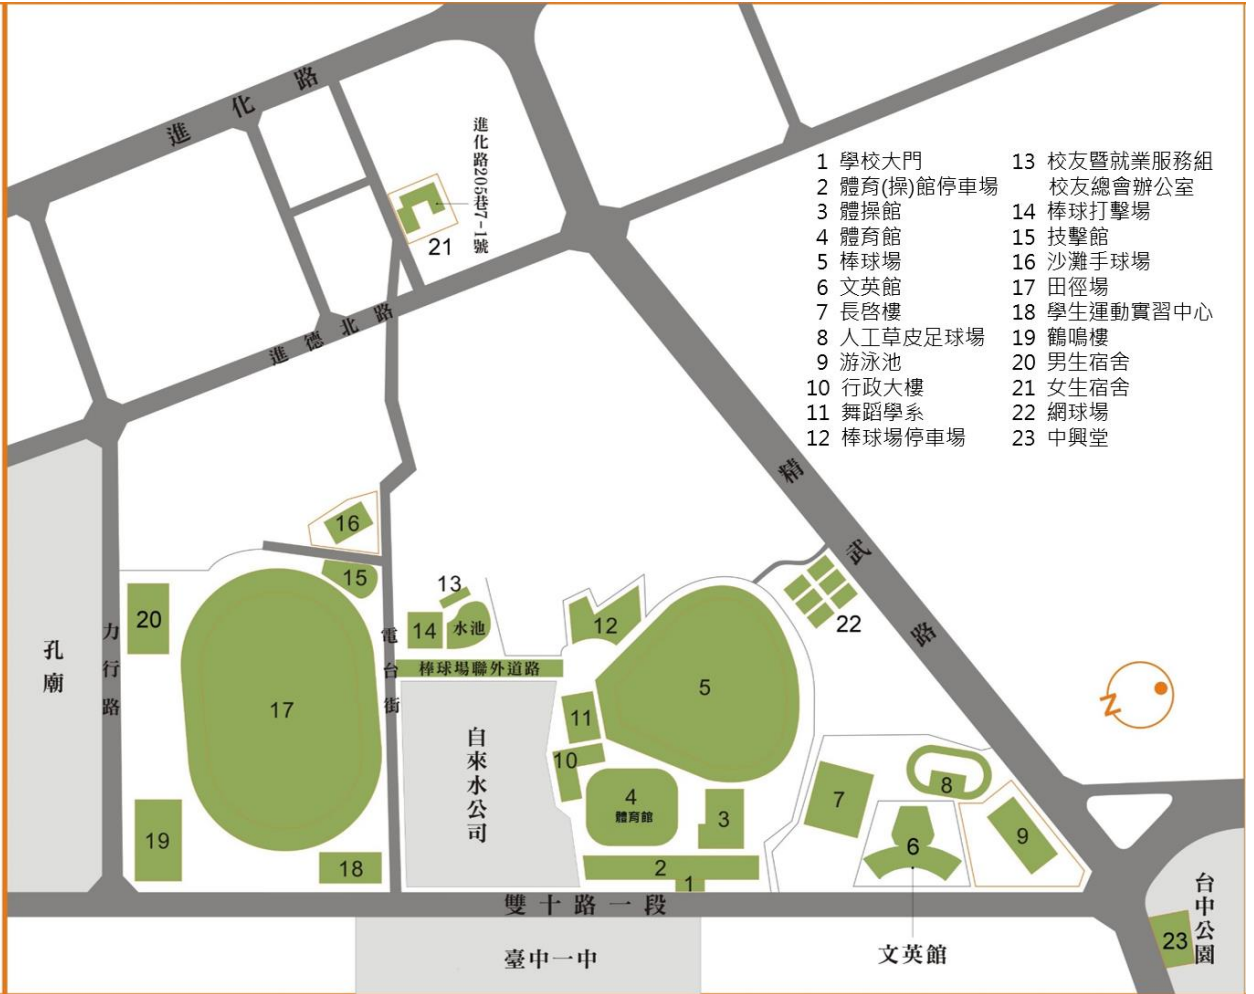 進化路
進化路205巷7-1號
21
進德北路
1 學校大門
2 體育(操)館停車場
3 體操館
4 體育館
5 棒球場
6 文英館
7 長啓樓
8 人工草皮足球場
9 游泳池
10 行政大樓
11 舞蹈學系
12 棒球場停車場
13 校友暨就業服務組
校友總會辦公室
14 棒球打擊場
15 技擊館
16 沙灘手球場
17 田徑場
18 學生運動實習中心
19 鶴鳴樓
20 男生宿舍
21 女生宿舍
22 網球場
23 中興堂
精武路
16
15
13
20
14
水池
12
22
孔廟
力行路
電台街
棒球場聯外道路
5
17
11
N
自來水公司
10
4
體育館
3
7
8
19
18
6
9
2
1
雙十路一段
臺中一中
文英館
23
台中公園